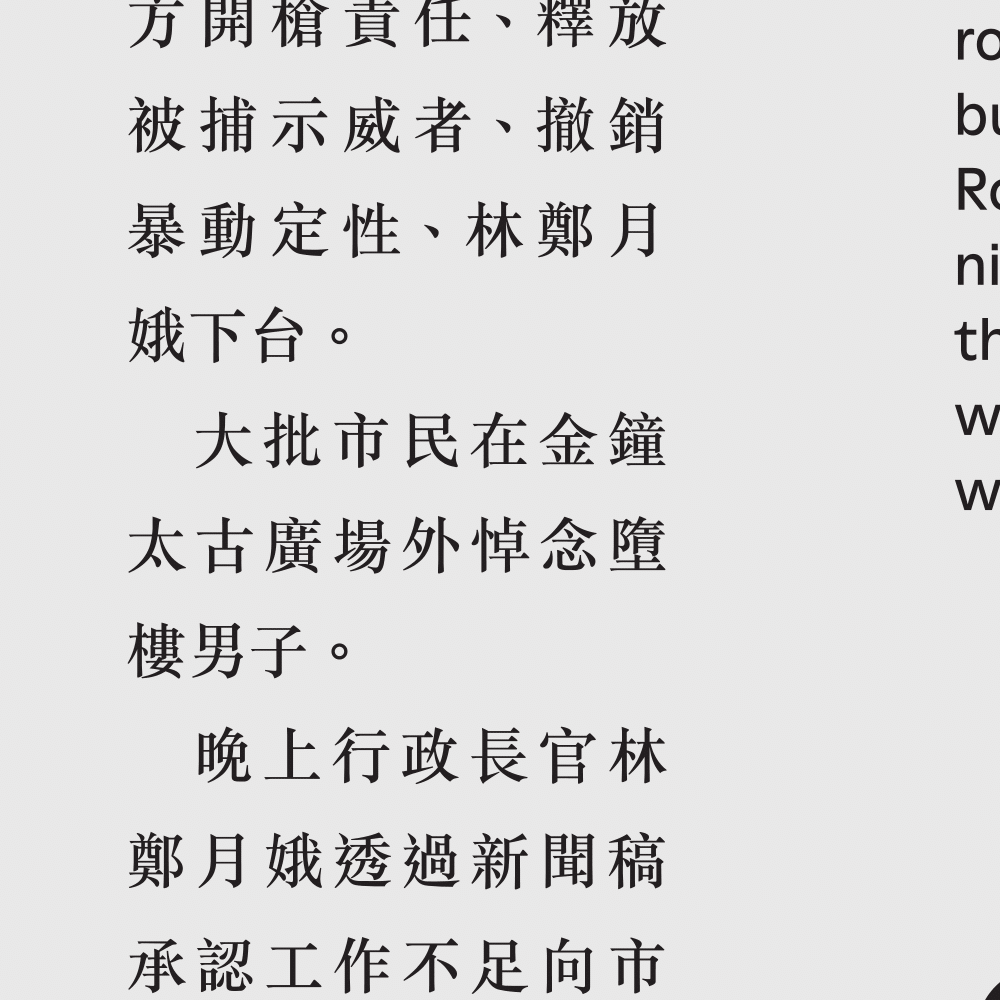 方開槍責任、釋放
被捕示威者、撤銷
暴動定性、林鄭月
娥下台。
大批市民在金鐘
太古廣場外悼念墮
樓男子。
晚上行政長官林
鄭月娥透過新聞稿
承認工作不足向市
ro
bu
Ro
ni
th
w
w